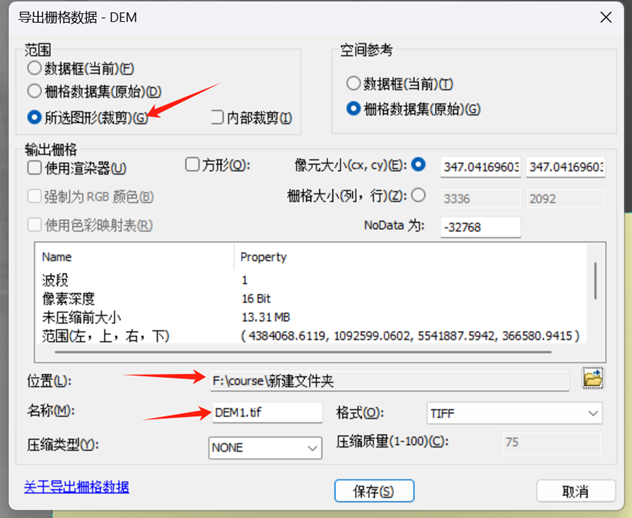 导出栅格数据 - DEM
范围
数据框(当前)(F)
栅格数据集(原始)(D)
所选图形(裁剪)(G)
内部裁剪(I)
空间参考
数据框(当前)(T)
栅格数据集(原始)(G)
输出栅格
使用渲染器(U)
方形(Q):
像元大小(cx, cy)(E):
347.04169603
347.04169603
强制为 RGB 颜色(B)
栅格大小(列，行)(Z):
3336
2092
使用色彩映射表(R)
NoData 为:
-32768
Name
Property
波段
1
像素深度
16 Bit
未压缩前大小
13.31 MB
范围(左，上，右，下)
( 4384068.6119, 1092599.0602, 5541887.5942, 366580.9415 )
位置(L):
F:\course\新建文件夹
名称(M):
DEM1.tif
格式(O):
TIFF
压缩类型(Y):
NONE
压缩质量(1-100)(C):
75
关于导出栅格数据
保存(S)
取消